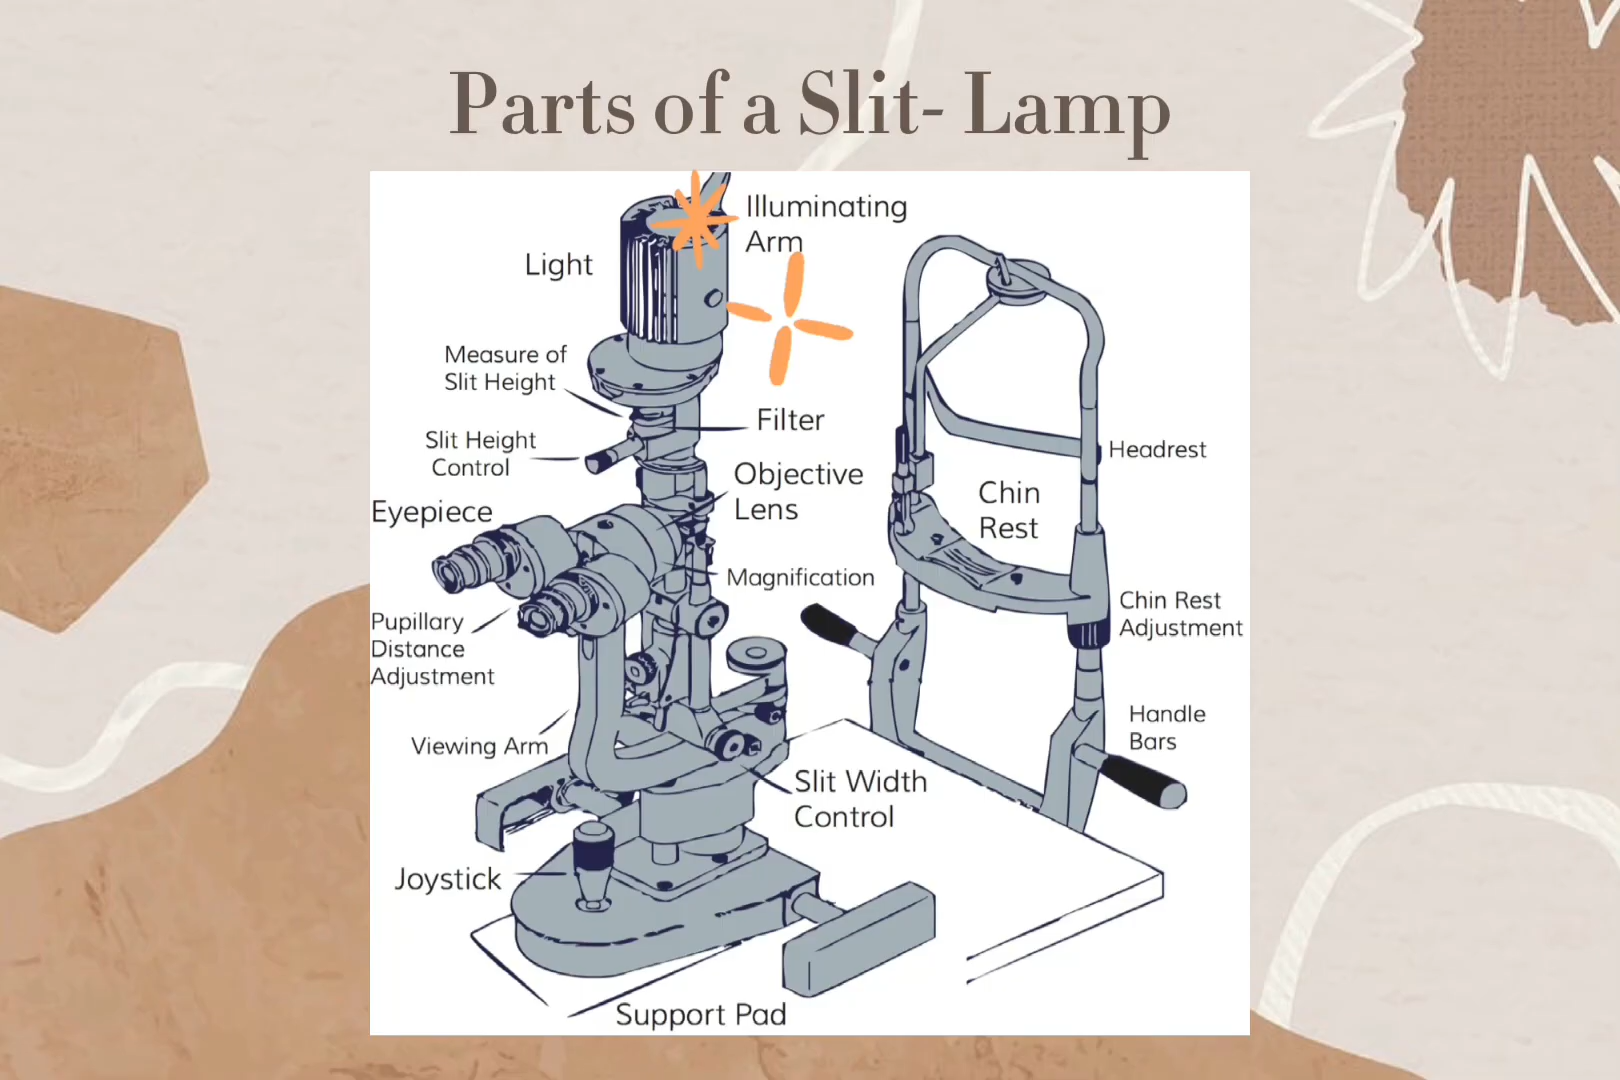 Parts of a Slit- Lamp
Illuminating
Arm
Light
Measure of
Slit Height
Filter
Slit Height
Control
Headrest
Objective
Lens
Chin
Rest
Eyepiece
Magnification
Chin Rest
Adjustment
Pupillary
Distance
Adjustment
Handle
Bars
Viewing Arm
Slit Width
Control
Joystick
Support Pad